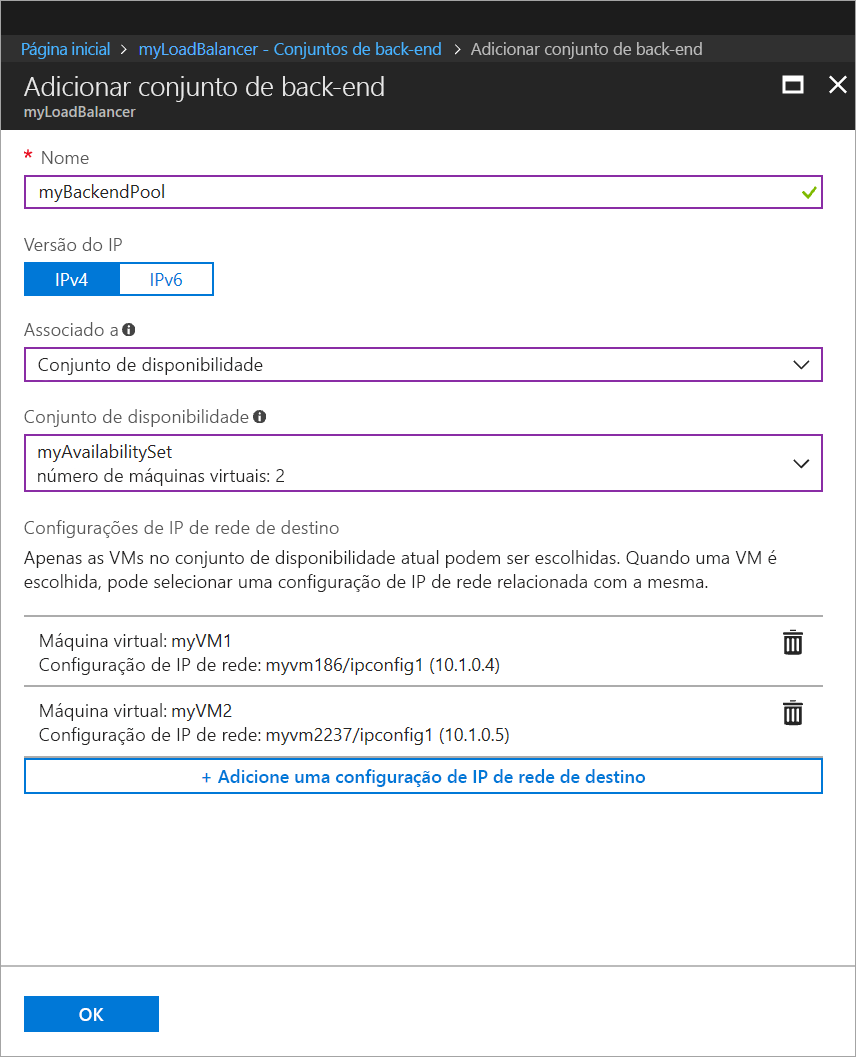 Página inicial > myLoadBalancer - Conjuntos de back-end > Adicionar conjunto de back-end
Adicionar conjunto de back-end
myLoadBalancer
* Nome
myBackendPool
Versão do IP
IPv4 IPv6
Associado a
Conjunto de disponibilidade
Conjunto de disponibilidade
myAvailabilitySet
número de máquinas virtuais: 2
Configurações de IP de rede de destino
Apenas as VMs no conjunto de disponibilidade atual podem ser escolhidas. Quando uma VM é
escolhida, pode selecionar uma configuração de IP de rede relacionada com a mesma.
Máquina virtual: myVM1
Configuração de IP de rede: myvm186/ipconfig1 (10.1.0.4)
Máquina virtual: myVM2
Configuração de IP de rede: myvm2237/ipconfig1 (10.1.0.5)
+ Adicione uma configuração de IP de rede de destino
OK